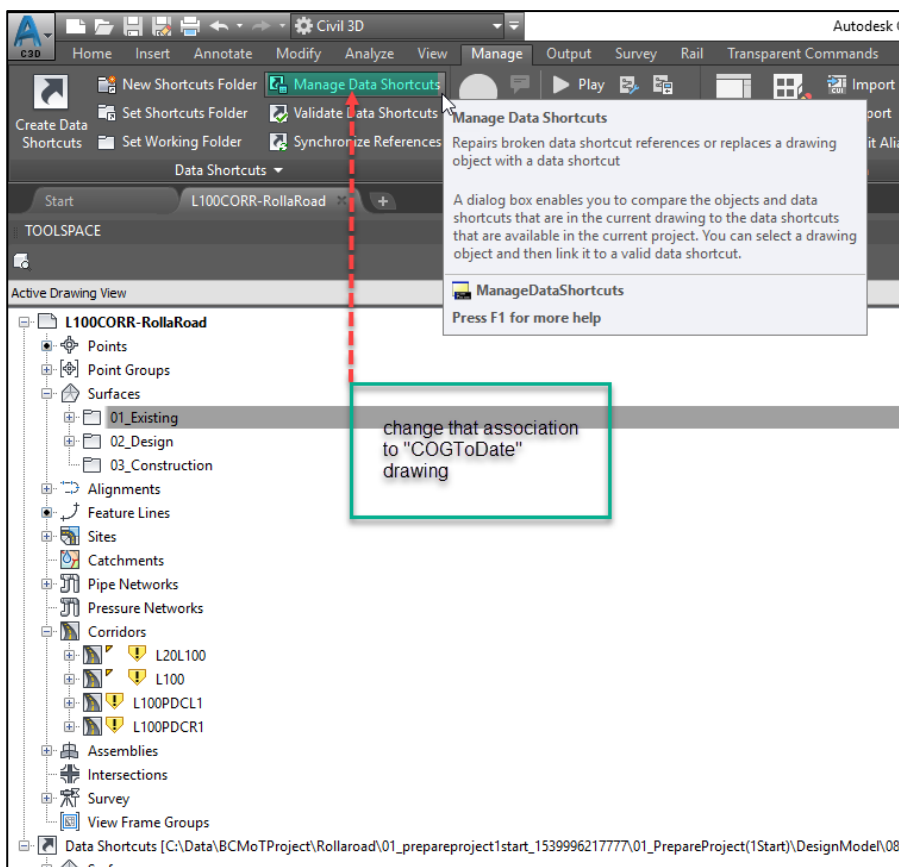 Civil 3D
Autodesk
C3D
Home Insert Annotate Modify Analyze View Manage Output Survey Rail Transparent Commands
New Shortcuts Folder Manage Data Shortcuts Play Import
Create Data Set Shortcuts Folder Validate Data Shortcuts port
Shortcuts Set Working Folder Synchronize References it Ali
Data Shortcuts
Manage Data Shortcuts
Repairs broken data shortcut references or replaces a drawing
object with a data shortcut
A dialog box enables you to compare the objects and data
shortcuts that are in the current drawing to the data shortcuts
that are available in the current project. You can select a drawing
object and then link it to a valid data shortcut.
ManageDataShortcuts
Press F1 for more help
Start L100CORR-RollaRoad
TOOLSPACE
Active Drawing View
L100CORR-RollaRoad
Points
Point Groups
Surfaces
01_Existing
02_Design
03_Construction
change that association
to "COGToDate"
drawing
Alignments
Feature Lines
Sites
Catchments
Pipe Networks
Pressure Networks
Corridors
L20L100
L100
L100PDCL1
L100PDCR1
Assemblies
Intersections
Survey
View Frame Groups
Data Shortcuts [C:\Data\BCMoTProject\Rollaroad\01_prepareproject1start_1539996217777\01_PrepareProject(1Start)\DesignModel\08